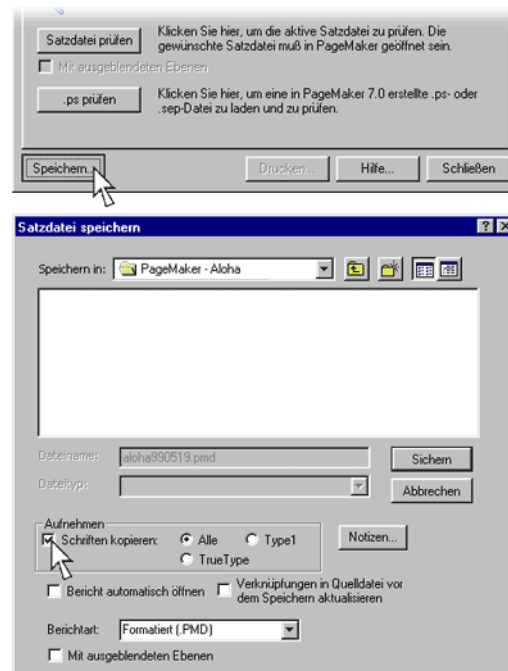 Satzdatei prüfen
Klicken Sie hier, um die aktive Satzdatei zu prüfen. Die
gewünschte Satzdatei muß in PageMaker geöffnet sein.
Mit ausgeblendeten Ebenen
.ps prüfen
Klicken Sie hier, um eine in PageMaker 7.0 erstellte .ps- oder
.sep-Datei zu laden und zu prüfen.
Speichern...
Drucken...
Hilfe...
Schließen
Satzdatei speichern
Speichern in:
PageMaker - Aloha
Dateiname:
aloha990519.pmd
Sichern
Dateityp:
Abbrechen
Aufnehmen
Schriften kopieren:
Alle
Type1
TrueType
Notizen...
Bericht automatisch öffnen
Verknüpfungen in Quelldatei vor
dem Speichern aktualisieren
Berichtart:
Formatiert (.PMD)
Mit ausgeblendeten Ebenen